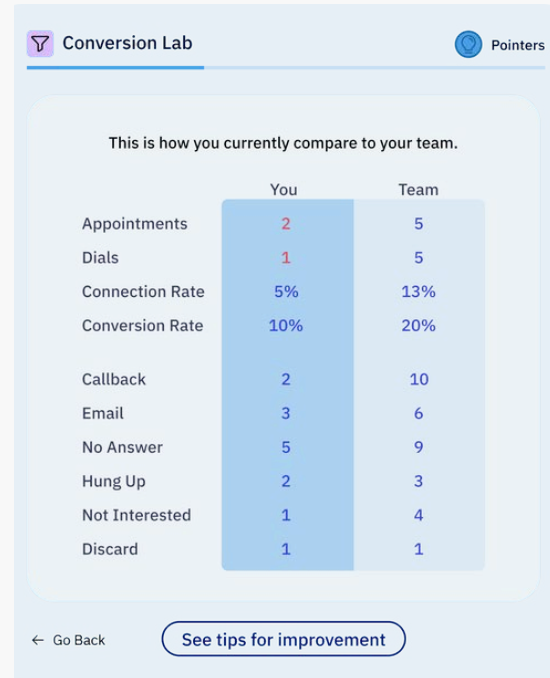 Conversion Lab
Pointers
This is how you currently compare to your team.
You Team
Appointments 2 5
Dials 1 5
Connection Rate 5% 13%
Conversion Rate 10% 20%
Callback 2 10
Email 3 6
No Answer 5 9
Hung Up 2 3
Not Interested 1 4
Discard 1 1
← Go Back
See tips for improvement